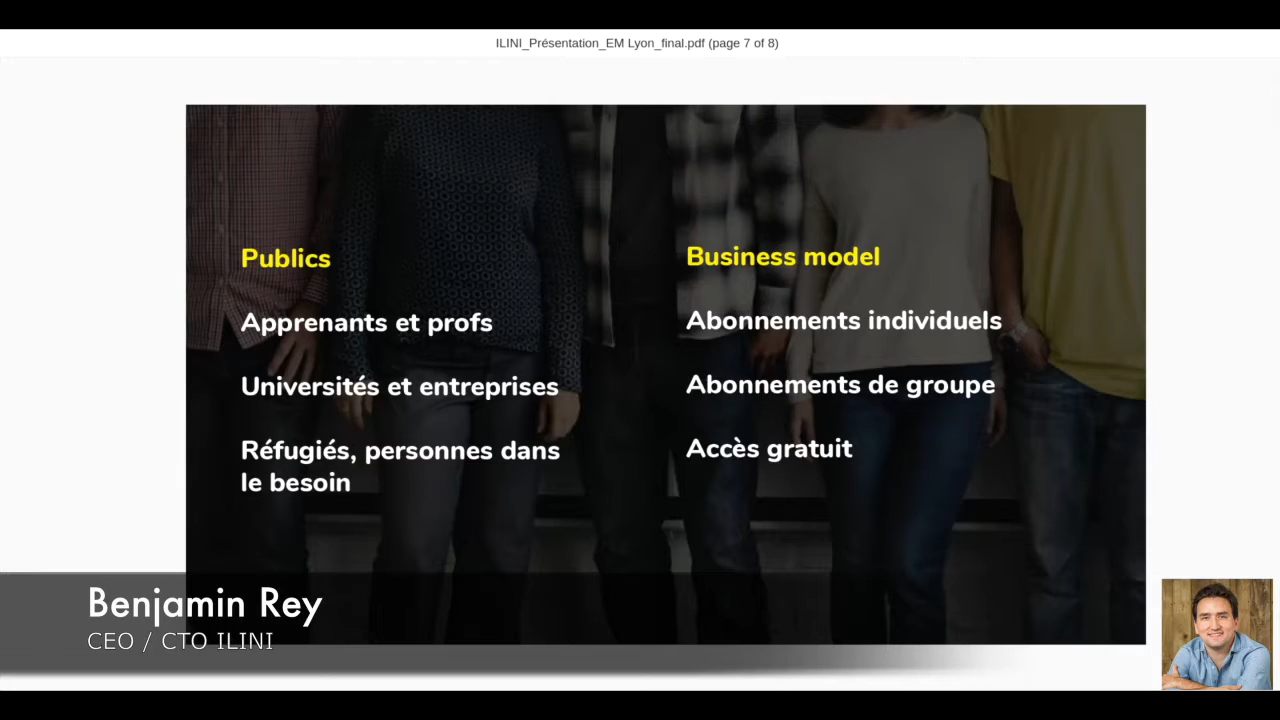 ILINI_Présentation_EM Lyon_final.pdf (page 7 of 8)
Publics
Apprenants et profs
Universités et entreprises
Réfugiés, personnes dans
le besoin
Business model
Abonnements individuels
Abonnements de groupe
Accès gratuit
Benjamin Rey
CEO / CTO ILINI